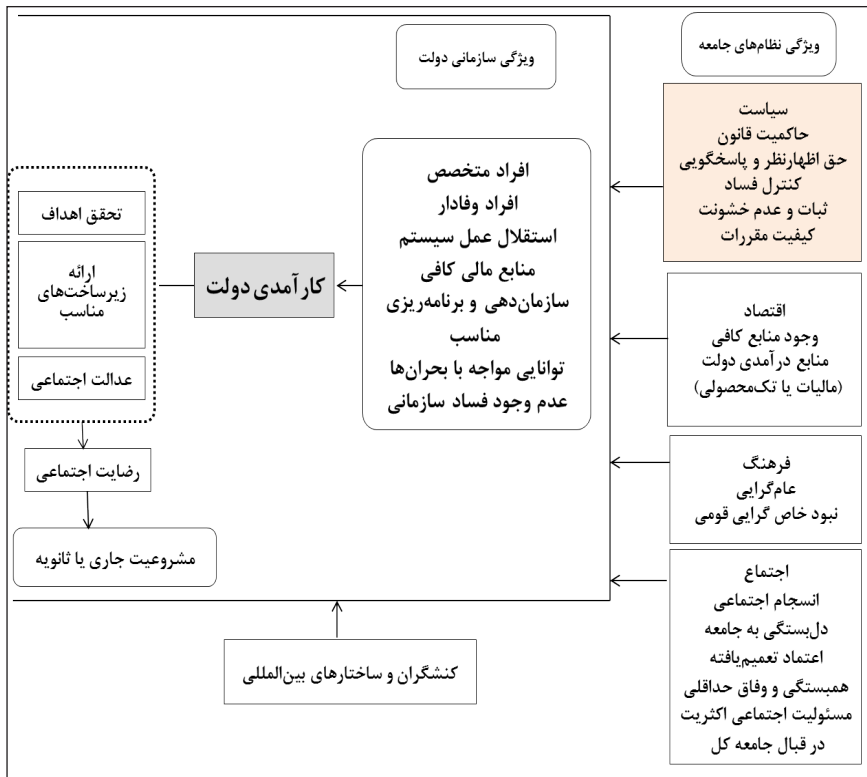 ویژگی نظام‌های جامعه
سیاست
حاکمیت قانون
حق اظهارنظر و پاسخگویی
کنترل فساد
ثبات و عدم خشونت
کیفیت مقررات
اقتصاد
وجود منابع کافی
منابع درآمدی دولت
(مالیات یا تک‌محصولی)
فرهنگ
عام‌گرایی
نبود خاص گرایی قومی
اجتماع
انسجام اجتماعی
دل‌بستگی به جامعه
اعتماد تعمیم‌یافته
همبستگی و وفاق حداقلی
مسئولیت اجتماعی اکثریت
در قبال جامعه کل
ویژگی سازمانی دولت
افراد متخصص
افراد وفادار
استقلال عمل سیستم
منابع مالی کافی
سازمان‌دهی و برنامه‌ریزی
مناسب
توانایی مواجه با بحران‌ها
عدم وجود فساد سازمانی
کارآمدی دولت
تحقق اهداف
ارائه
زیرساخت‌های
مناسب
عدالت اجتماعی
رضایت اجتماعی
مشروعیت جاری یا ثانویه
کنشگران و ساختارهای بین‌المللی